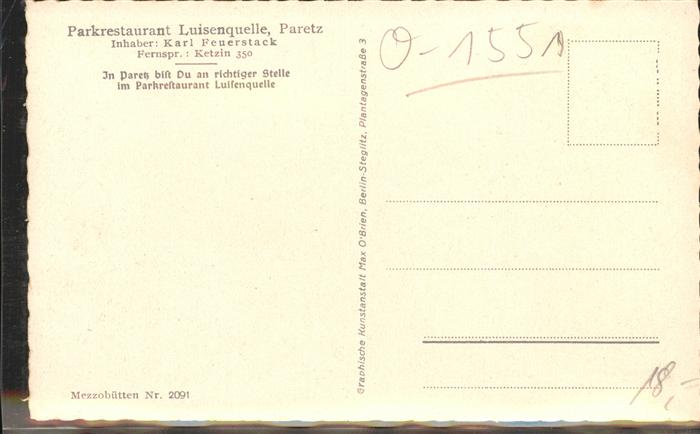 Parkrestaurant Luisenquelle, Paretz
Inhaber: Karl Feuerstack
Fernspr.: Ketzin 350
In Paretz bist Du an richtiger Stelle
im Parkrestaurant Luisenquelle
Mezzobütten Nr. 2091
Graphische Kunstanstalt Max O'Brien, Berlin-Steglitz, Plantagenstraße 3
O-1551
18,-